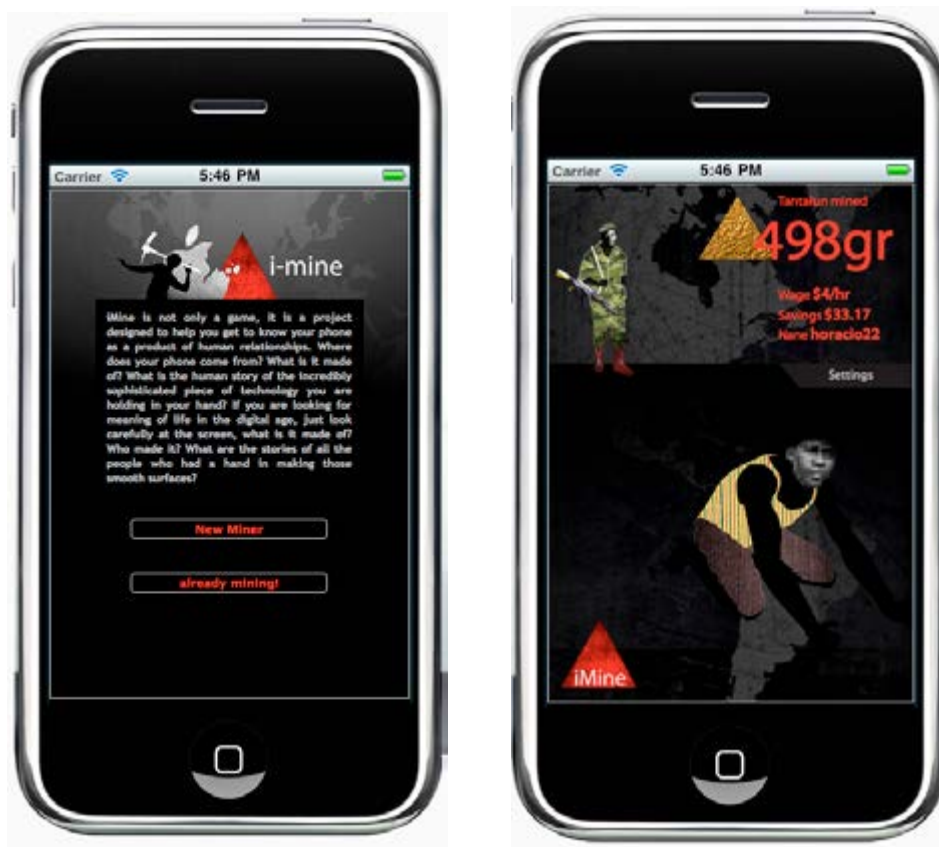 Carrier 5:46 PM
i-mine
iMine is not only a game, it is a project
designed to help you get to know your phone
as a product of human relationships. Where
does your phone come from? What is it made
of? What is the human story of the incredibly
sophisticated piece of technology you are
holding in your hand? If you are looking for
meaning of life in the digital age, just look
carefully at the screen, what is it made of?
Who made it? What are the stories of all the
people who had a hand in making those
smooth surfaces?
New Miner
already mining!
Carrier 5:46 PM
Tantalun mined
498gr
Wage $4/hr
Savings $33.17
Name horacio22
Settings
iMine